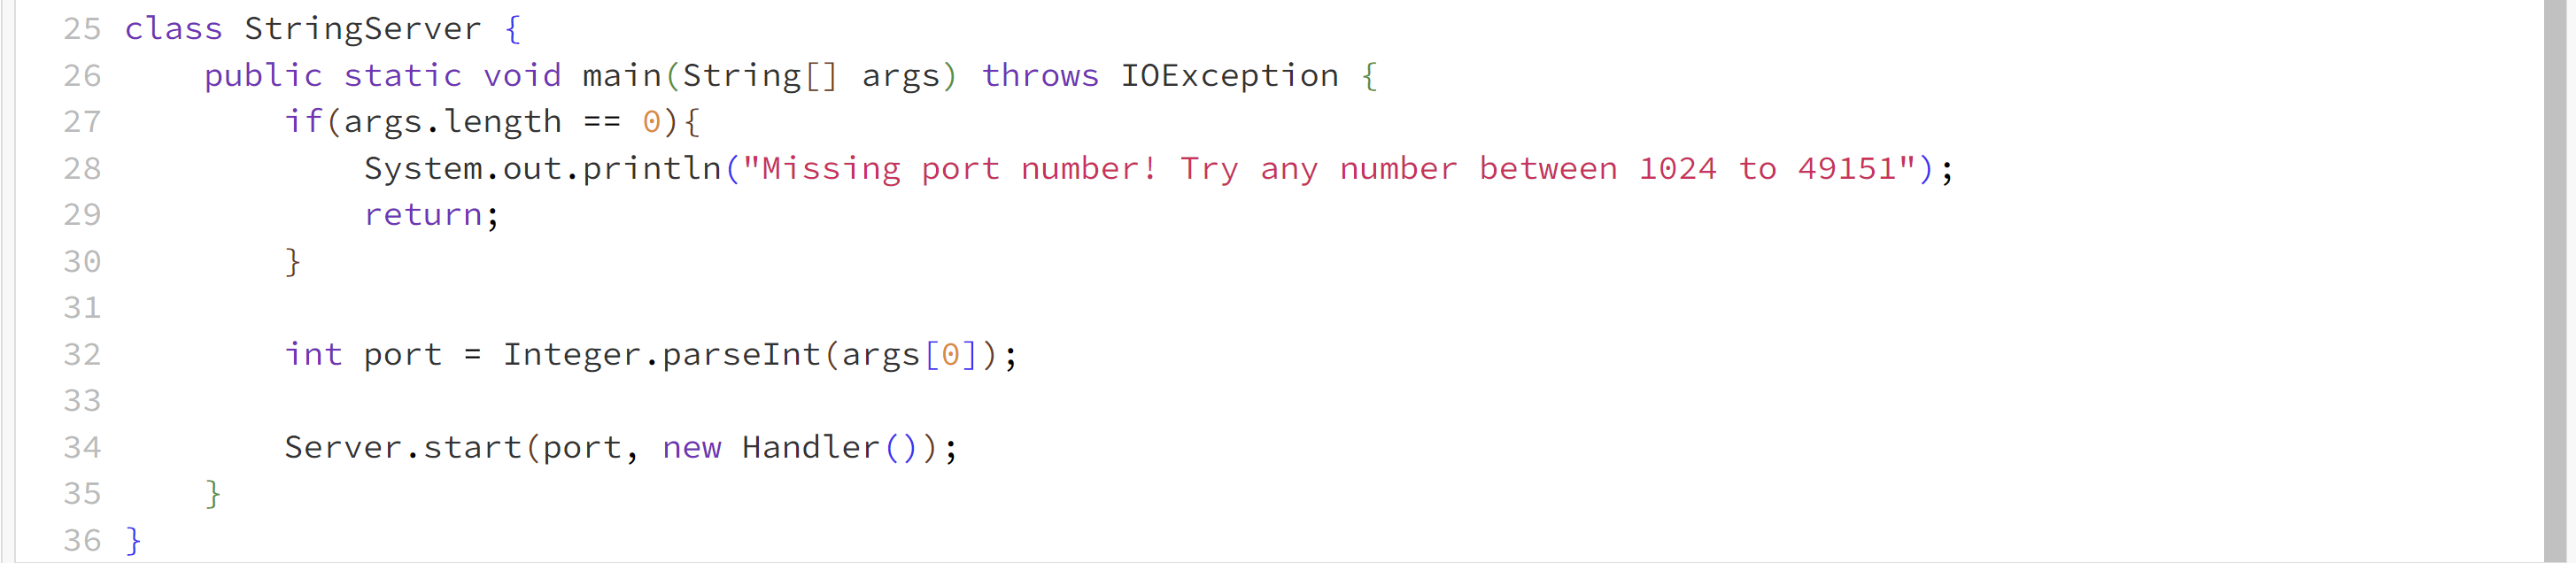 25 class StringServer {
26     public static void main(String[] args) throws IOException {
27         if(args.length == 0){
28             System.out.println("Missing port number! Try any number between 1024 to 49151");
29             return;
30         }
31
32         int port = Integer.parseInt(args[0]);
33
34         Server.start(port, new Handler());
35     }
36 }